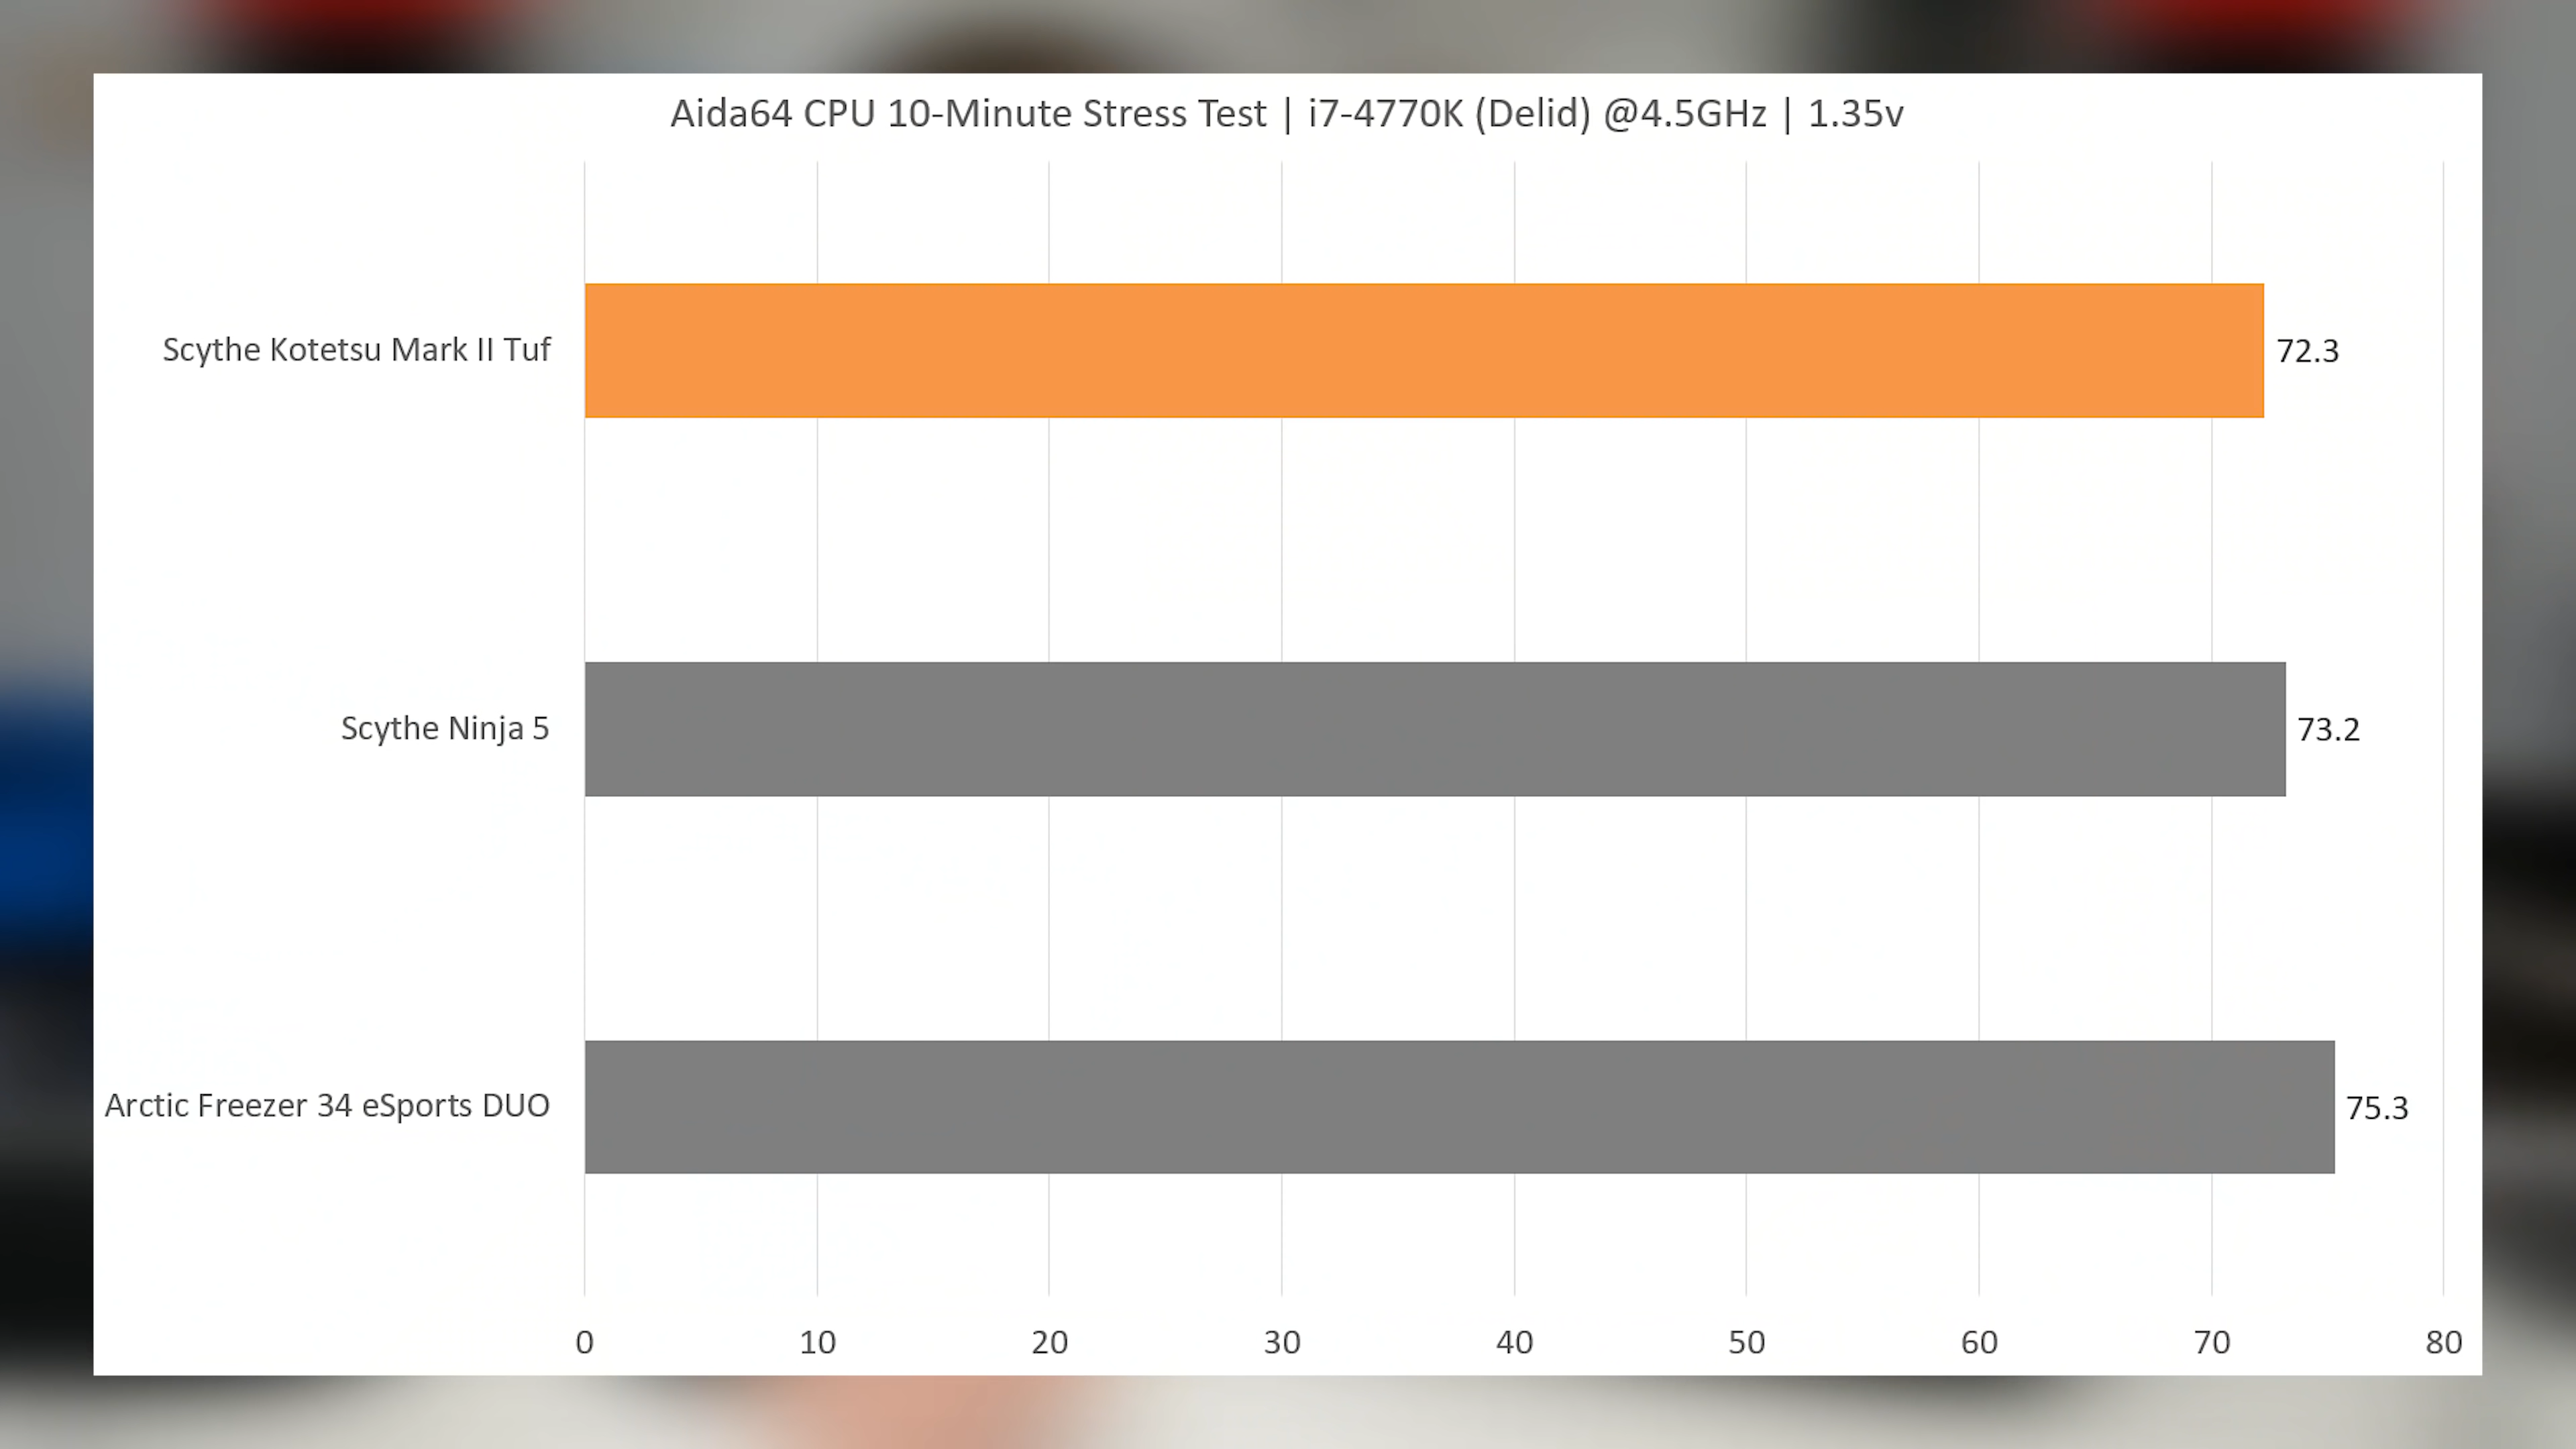 Aida64 CPU 10-Minute Stress Test | i7-4770K (Delid) @4.5GHz | 1.35v
Scythe Kotetsu Mark II Tuf
72.3
Scythe Ninja 5
73.2
Arctic Freezer 34 eSports DUO
75.3
0 10 20 30 40 50 60 70 80